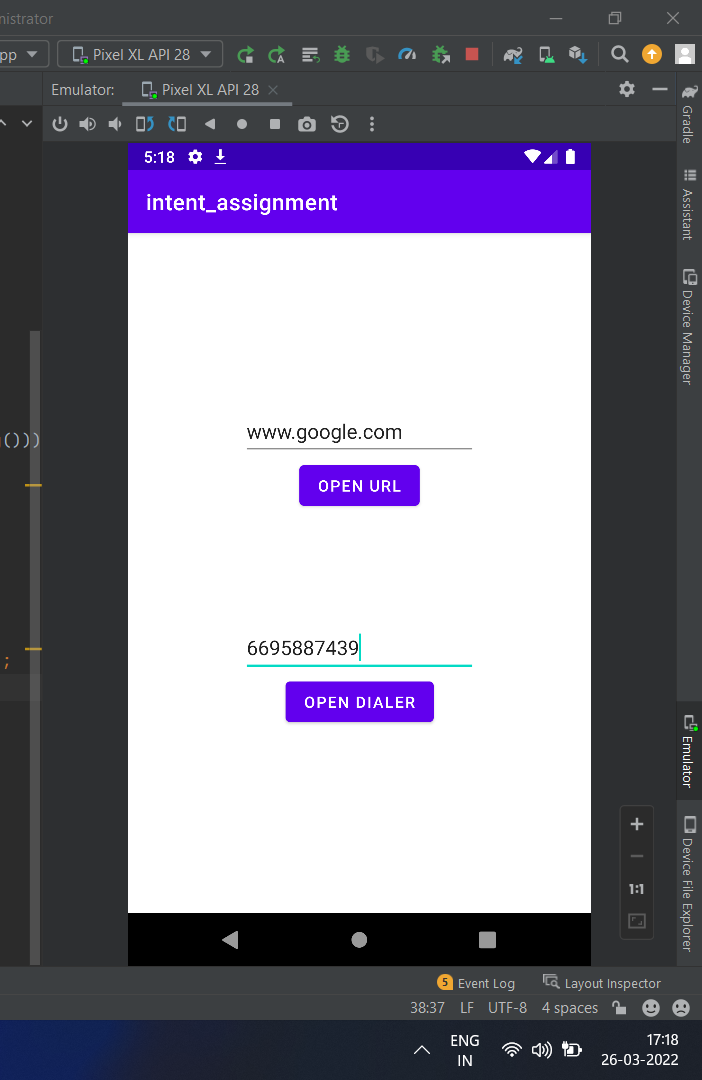 nistrator
pp
Pixel XL API 28
Emulator:
Pixel XL API 28
Gradle
Assistant
Device Manager
5:18
intent_assignment
()))
www.google.com
OPEN URL
;
6695887439
OPEN DIALER
Emulator
1:1
Device File Explorer
5 Event Log
Layout Inspector
38:37 LF UTF-8 4 spaces
ENG
IN
17:18
26-03-2022